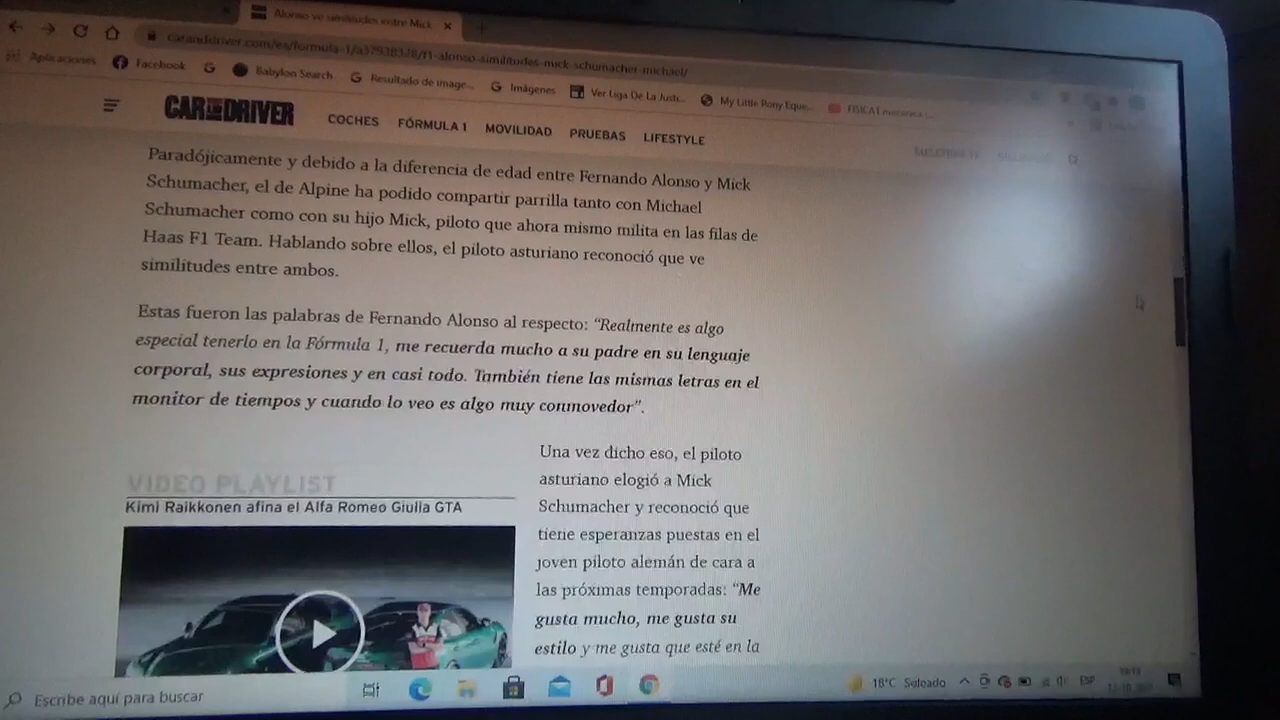 Alonso ve similitudes entre Mick
caranddriver.com/es/formula-1/a37938378/f1-alonso-similitudes-mick-schumacher-michael/
Aplicaciones
Facebook
Babylon Search
Resultado de image...
Imágenes
Ver Liga De La Justi...
My Little Pony Eque...
CAR AND DRIVER
COCHES
FÓRMULA 1
MOVILIDAD
PRUEBAS
LIFESTYLE
Paradójicamente y debido a la diferencia de edad entre Fernando Alonso y Mick
Schumacher, el de Alpine ha podido compartir parrilla tanto con Michael
Schumacher como con su hijo Mick, piloto que ahora mismo milita en las filas de
Haas F1 Team. Hablando sobre ellos, el piloto asturiano reconoció que ve
similitudes entre ambos.
Estas fueron las palabras de Fernando Alonso al respecto: “Realmente es algo
especial tenerlo en la Fórmula 1, me recuerda mucho a su padre en su lenguaje
corporal, sus expresiones y en casi todo. También tiene las mismas letras en el
monitor de tiempos y cuando lo veo es algo muy conmovedor”.
VIDEO PLAYLIST
Kimi Raikkonen afina el Alfa Romeo Giulia GTA
Una vez dicho eso, el piloto
asturiano elogió a Mick
Schumacher y reconoció que
tiene esperanzas puestas en el
joven piloto alemán de cara a
las próximas temporadas: “Me
gusta mucho, me gusta su
estilo y me gusta que esté en la
Escribe aquí para buscar
18°C Soleado
ESP